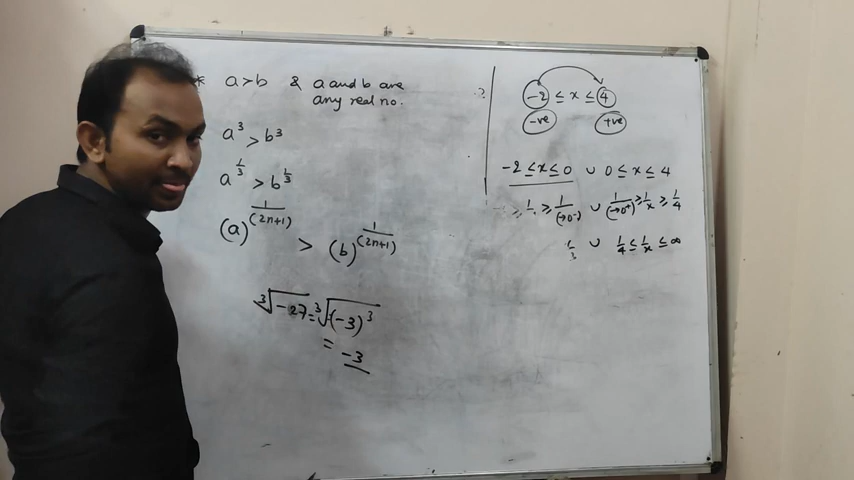 * a>b & a and b are
any real no.
a³ > b³
a^{1/3} > b^{1/3}
(a)^{1/(2n+1)} > (b)^{1/(2n+1)}
∛-27 = ∛(-3)³
= -3
-2 ≤ x ≤ 4
-ve +ve
-2 ≤ x ≤ 0 ∪ 0 ≤ x ≤ 4
≥ ≥ 1/(→0⁻) ∪ 1/(→0⁺) ≥ 1/x ≥ 1/4
∪ 1/4 ≤ 1/x ≤ ∞